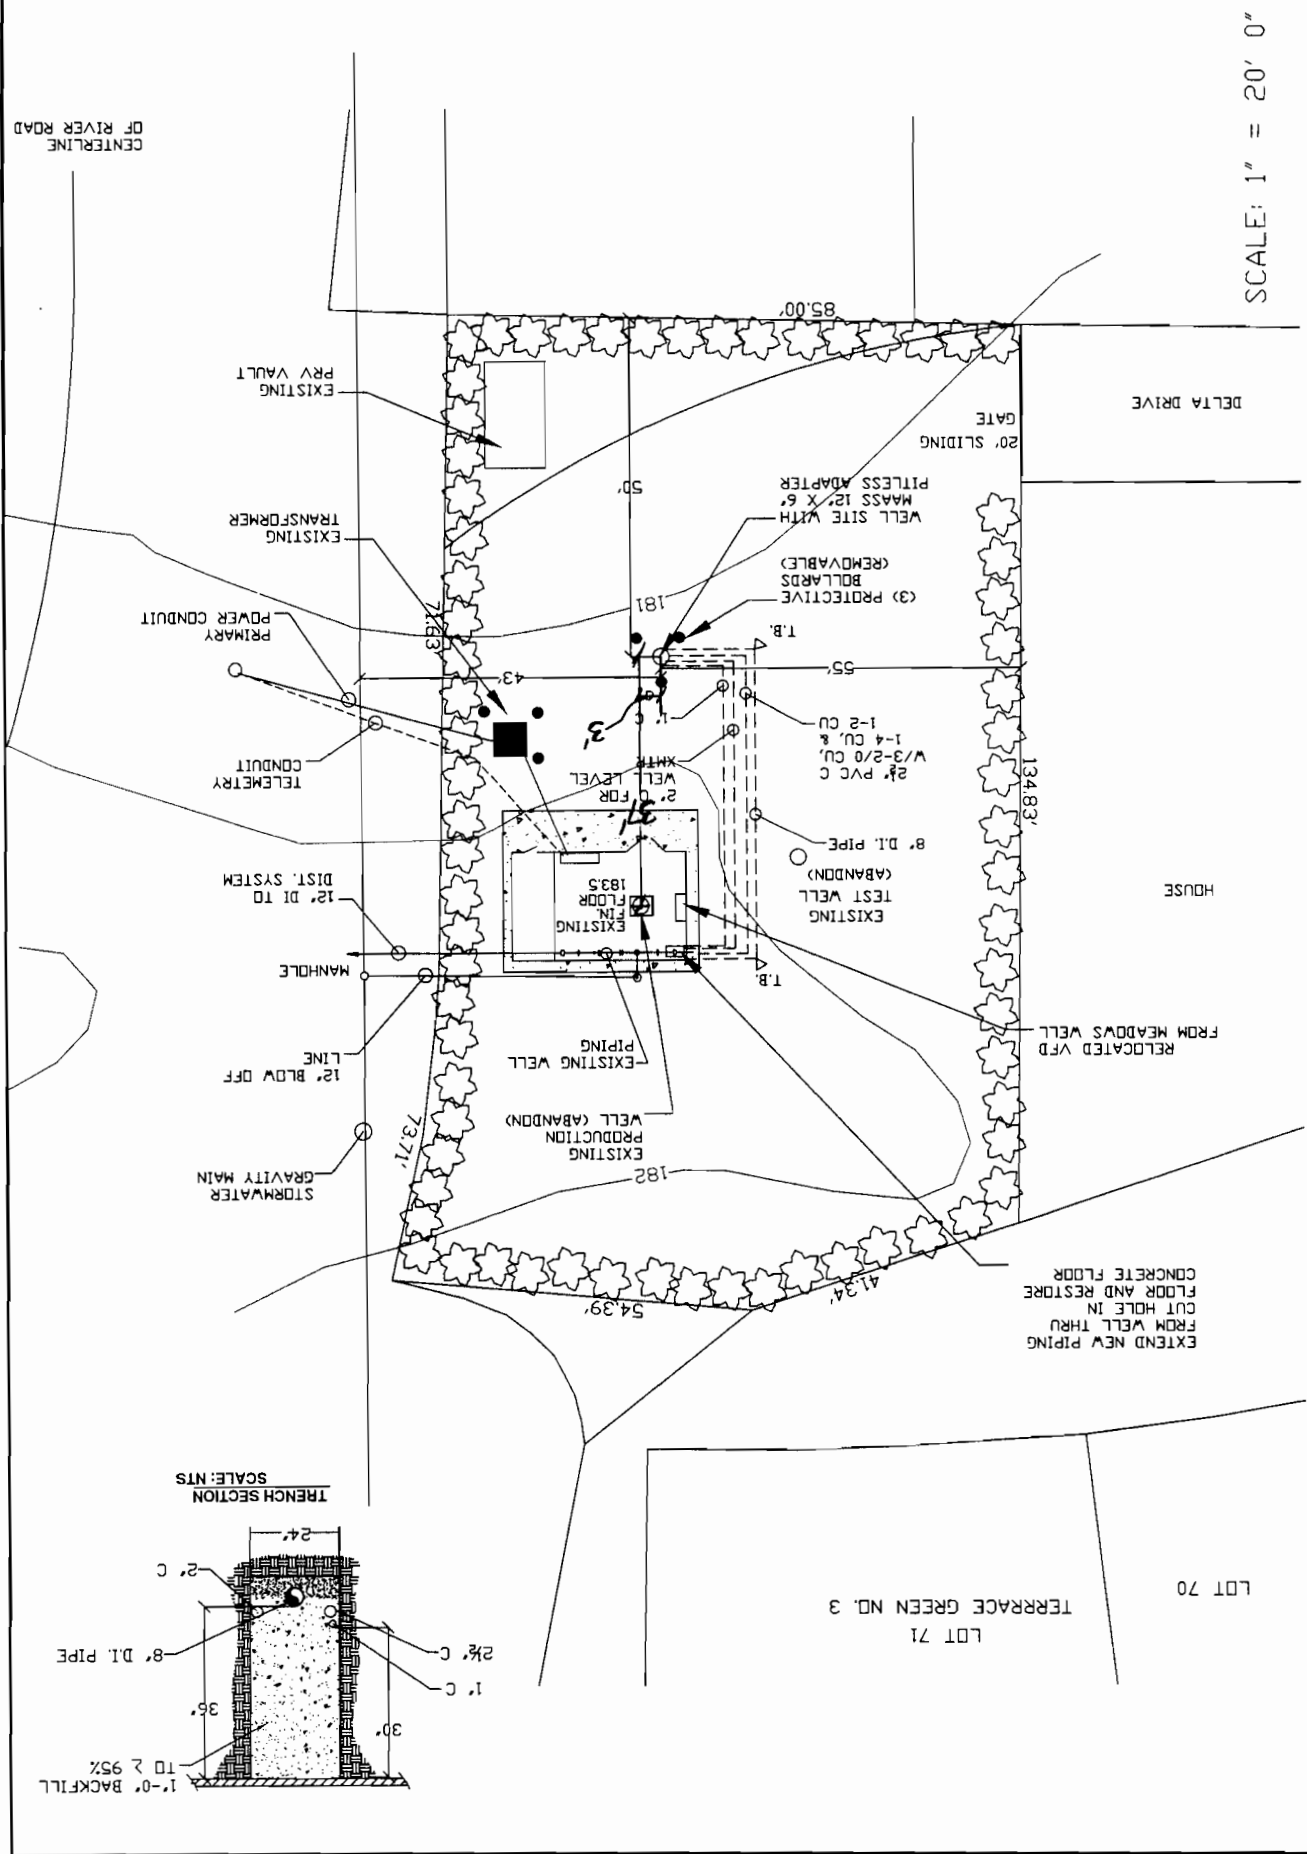 LOT 70
LOT 71
TERRRACE GREEN NO. 3
1'-0" BACKFILL
TO ≥ 95%
30"
36"
1" C
2½" C
8" D.I. PIPE
2" C
24"
TRENCH SECTION
SCALE: NTS
EXTEND NEW PIPING
FROM WELL THRU
CUT HOLE IN
FLOOR AND RESTORE
CONCRETE FLOOR
41.34'
54.39'
STORMWATER
GRAVITY MAIN
182
73.71'
EXISTING
PRODUCTION
WELL (ABANDON)
12" BLOW OFF
LINE
RELOCATED VFD
FROM MEADOWS WELL
EXISTING WELL
PIPING
MANHOLE
T.B.
12" DI TO
DIST. SYSTEM
HOUSE
EXISTING
TEST WELL
(ABANDON)
EXISTING
FIN.
FLOOR
183.5
8" D.I. PIPE
37'
2" C FOR
WELL LEVEL
XMTR
TELEMETRY
CONDUIT
134.83'
2½" PVC C
W/3-2/0 CU,
1-4 CU, &
1-2 CU
1" C
3'
55'
43'
T.B.
PRIMARY
POWER CONDUIT
71.63'
(3) PROTECTIVE
BOLLARDS
(REMOVABLE)
181
EXISTING
TRANSFORMER
WELL SITE WITH
MAASS 12" X 6"
PITLESS ADAPTER
50'
20' SLIDING
GATE
DELTA DRIVE
EXISTING
PRV VAULT
85.00'
CENTERLINE
OF RIVER ROAD
SCALE: 1" = 20' 0"